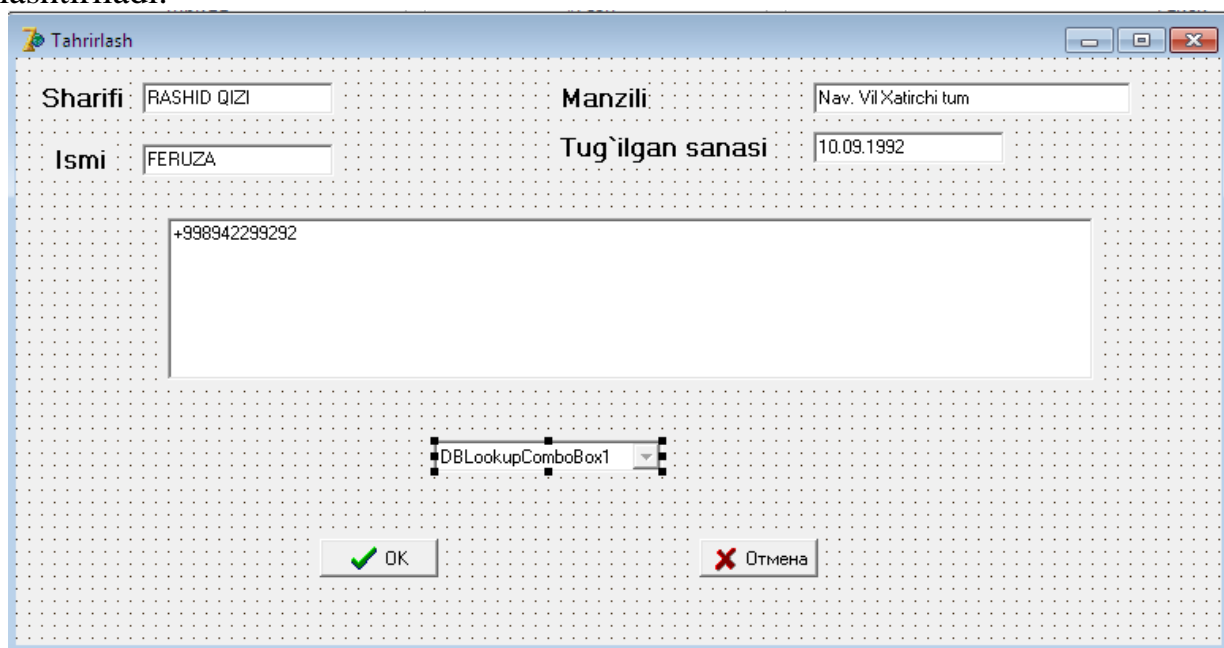 lashtiriladi.
Tahrirlash
Sharifi RASHID QIZI Manzili Nav. Vil Xatirchi tum
Ismi FERUZA Tug`ilgan sanasi 10.09.1992
+998942299292
DBLookupComboBox1
OK Отмена